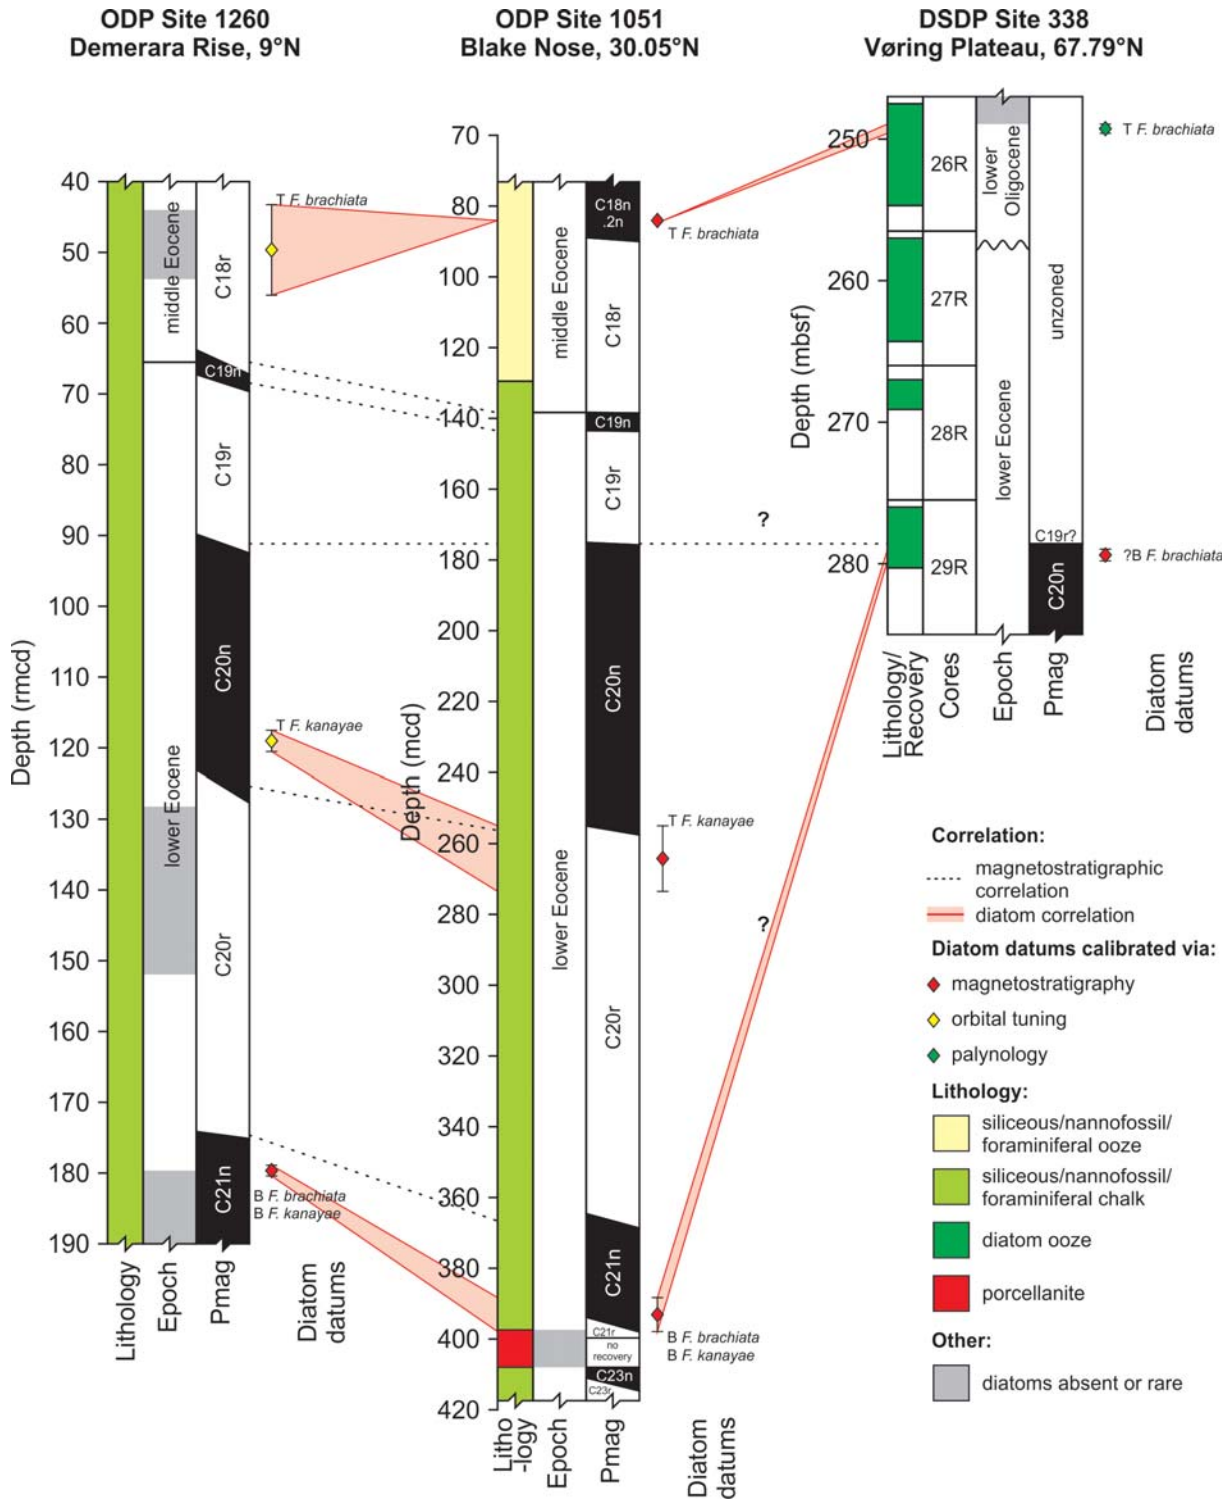 ODP Site 1260
Demerara Rise, 9°N
ODP Site 1051
Blake Nose, 30.05°N
DSDP Site 338
Vøring Plateau, 67.79°N
Depth (rmcd)
40
50
60
70
80
90
100
110
120
130
140
150
160
170
180
190
middle Eocene
lower Eocene
C18r
C19n
C19r
C20n
C20r
C21n
T F. brachiata
T F. kanayae
B F. brachiata
B F. kanayae
Lithology
Epoch
Pmag
Diatom
datums
Depth (mcd)
70
80
100
120
140
160
180
200
220
240
260
280
300
320
340
360
380
400
420
middle Eocene
lower Eocene
C18n
.2n
C18r
C19n
C19r
C20n
C20r
C21n
C21r
no
recovery
C23n
C23r
T F. brachiata
T F. kanayae
B F. brachiata
B F. kanayae
?
?
Litho
-logy
Epoch
Pmag
Diatom
datums
Depth (mbsf)
250
260
270
280
26R
27R
28R
29R
lower
Oligocene
lower Eocene
unzoned
C19r?
C20n
T F. brachiata
?B F. brachiata
Lithology/
Recovery
Cores
Epoch
Pmag
Diatom
datums
Correlation:
magnetostratigraphic
correlation
diatom correlation
Diatom datums calibrated via:
magnetostratigraphy
orbital tuning
palynology
Lithology:
siliceous/nannofossil/
foraminiferal ooze
siliceous/nannofossil/
foraminiferal chalk
diatom ooze
porcellanite
Other:
diatoms absent or rare